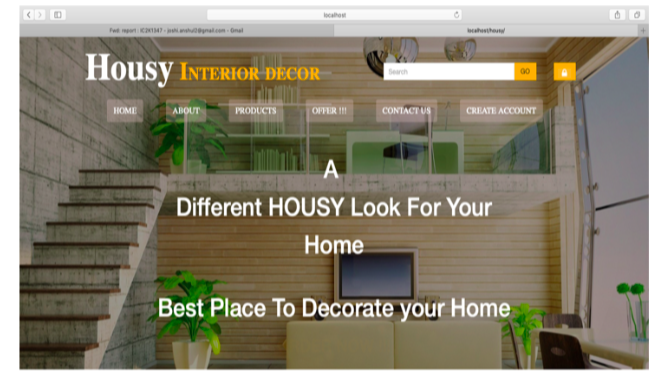 localhost
Fwd: report - IC201347 - joshi.anshul2@gmail.com - Gmail
localhost/housy/
Housy INTERIOR DECOR
Search
GO
HOME ABOUT PRODUCTS OFFER !!! CONTACT US CREATE ACCOUNT
A
Different HOUSY Look For Your
Home
Best Place To Decorate your Home